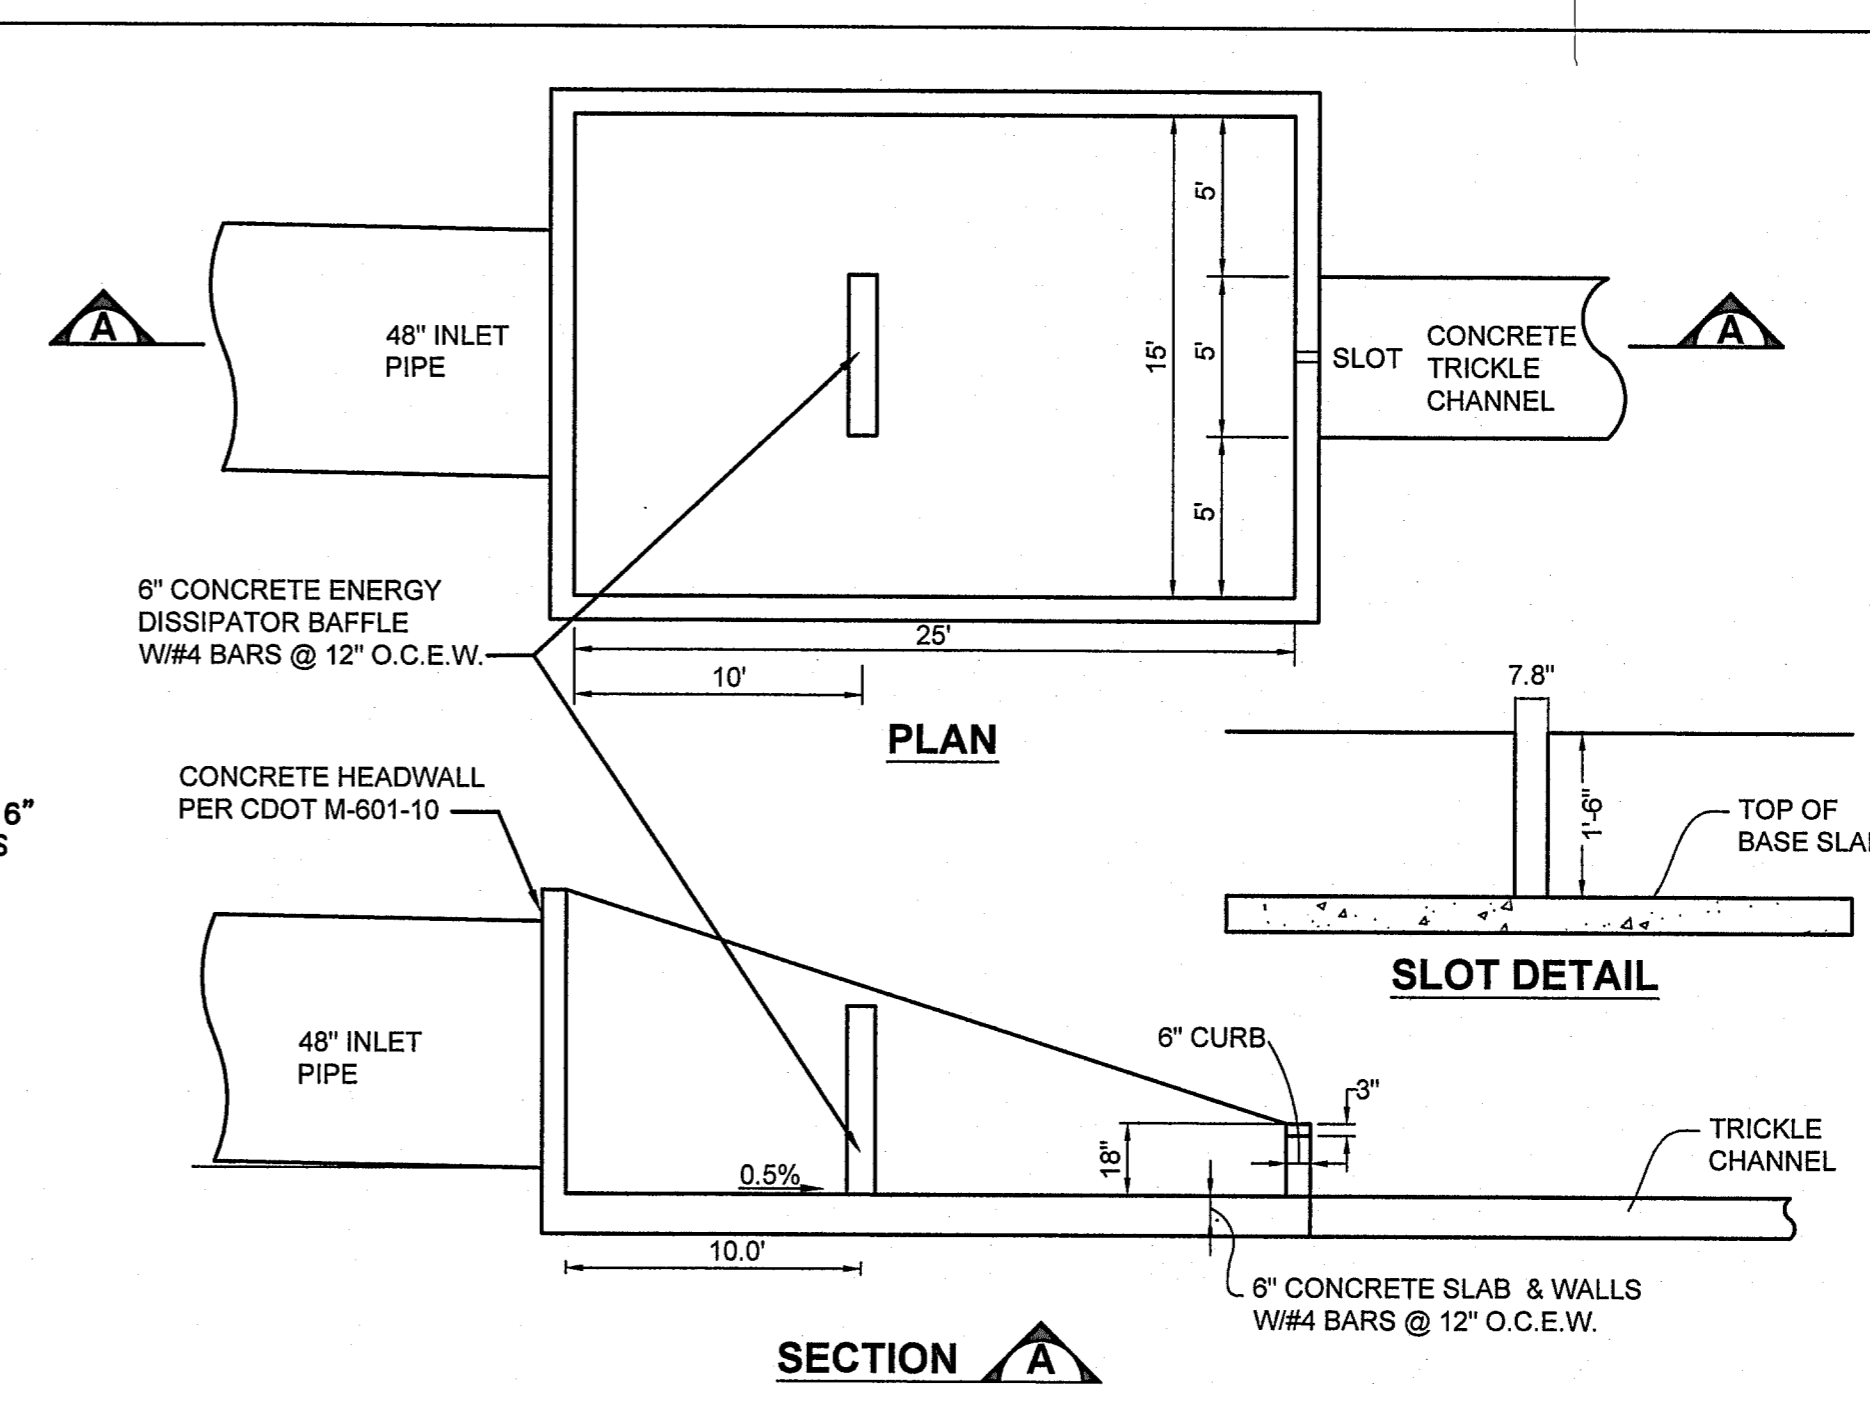 5'
A
48" INLET
PIPE
15'
5'
SLOT
CONCRETE
TRICKLE
CHANNEL
A
5'
6" CONCRETE ENERGY
DISSIPATOR BAFFLE
W/#4 BARS @ 12" O.C.E.W.
25'
10'
PLAN
7.8"
CONCRETE HEADWALL
PER CDOT M-601-10
6"
S
1'-6"
TOP OF
BASE SLA
SLOT DETAIL
48" INLET
PIPE
6" CURB
3"
18"
0.5%
TRICKLE
CHANNEL
10.0'
6" CONCRETE SLAB & WALLS
W/#4 BARS @ 12" O.C.E.W.
SECTION A